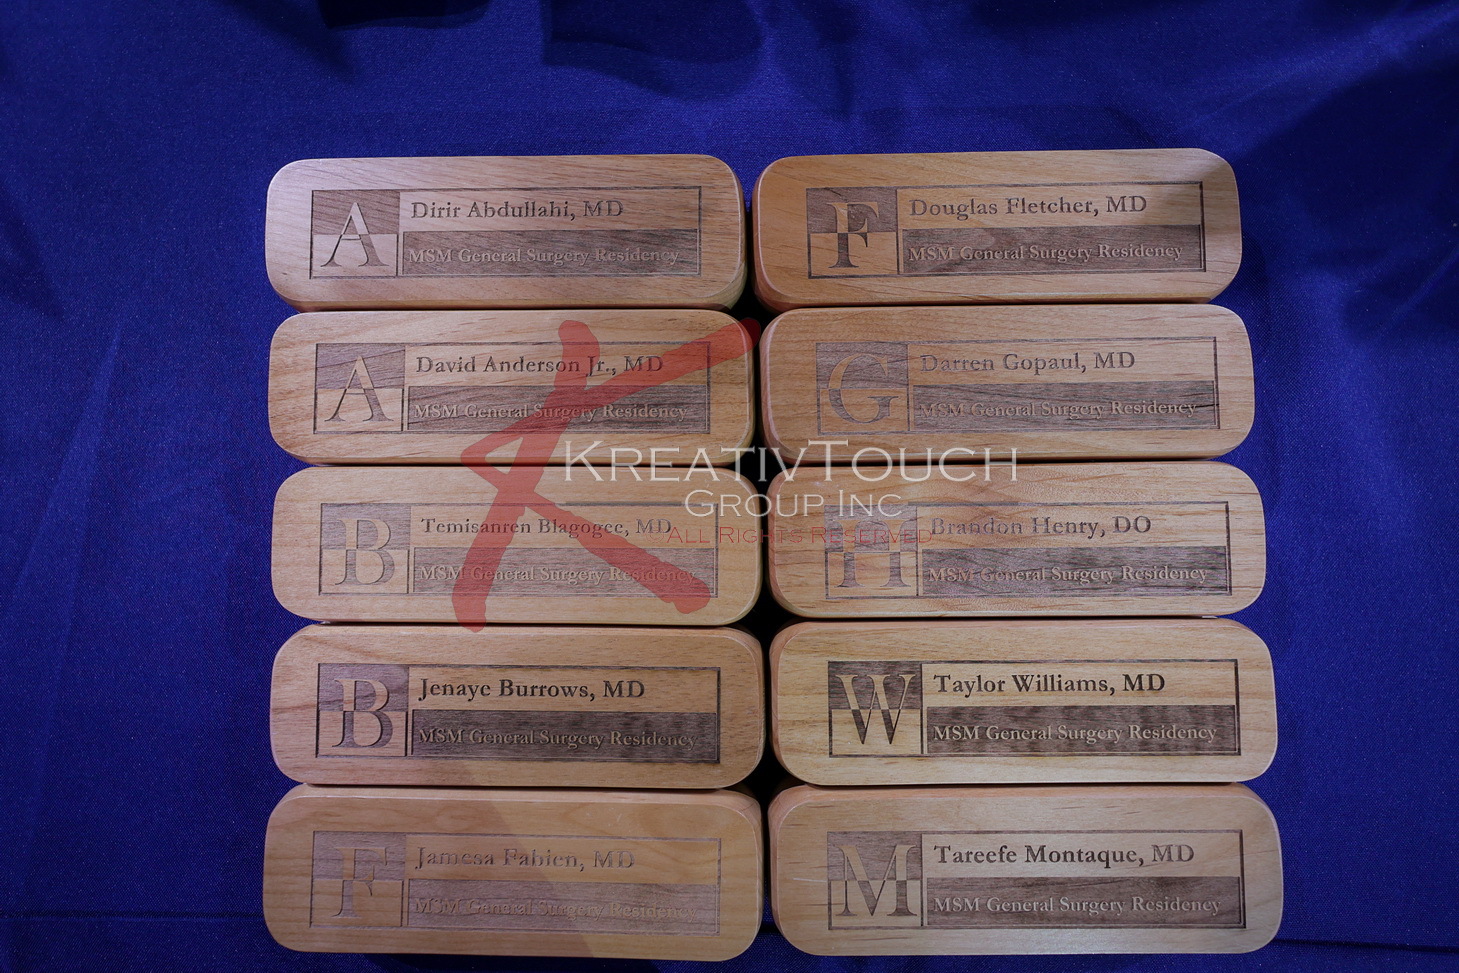 A
Dirir Abdullahi, MD
MSM General Surgery Residency
F
Douglas Fletcher, MD
MSM General Surgery Residency
A
David Anderson Jr., MD
MSM General Surgery Residency
G
Darren Gopaul, MD
MSM General Surgery Residency
B
Temisanren Blagogee, MD
MSM General Surgery Residency
H
Brandon Henry, DO
MSM General Surgery Residency
B
Jenaye Burrows, MD
MSM General Surgery Residency
W
Taylor Williams, MD
MSM General Surgery Residency
F
Jamesa Fabien, MD
MSM General Surgery Residency
M
Tareefe Montaque, MD
MSM General Surgery Residency
K
KreativTouch
Group Inc
All Rights Reserved